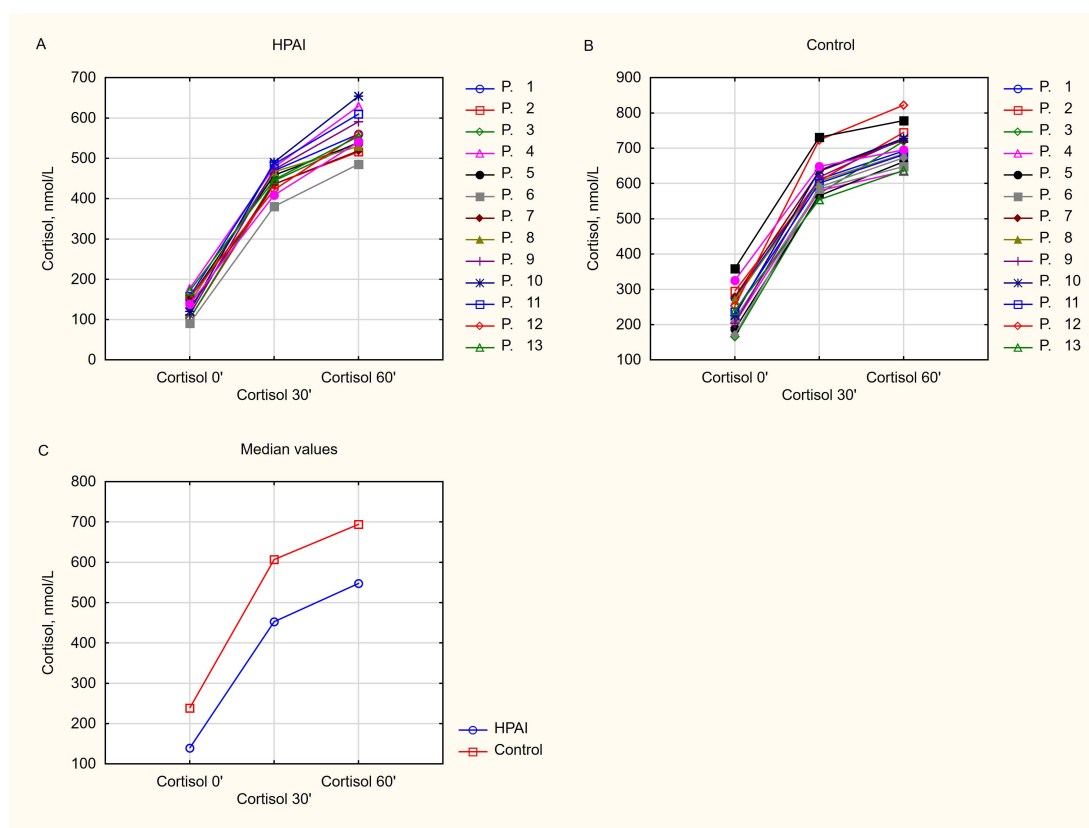 A
HPAI
Cortisol, nmol/L
700
600
500
400
300
200
100
0
Cortisol 0'
Cortisol 30'
Cortisol 60'
P. 1
P. 2
P. 3
P. 4
P. 5
P. 6
P. 7
P. 8
P. 9
P. 10
P. 11
P. 12
P. 13
B
Control
Cortisol, nmol/L
900
800
700
600
500
400
300
200
100
Cortisol 0'
Cortisol 30'
Cortisol 60'
P. 1
P. 2
P. 3
P. 4
P. 5
P. 6
P. 7
P. 8
P. 9
P. 10
P. 11
P. 12
P. 13
C
Median values
Cortisol, nmol/L
800
700
600
500
400
300
200
100
Cortisol 0'
Cortisol 30'
Cortisol 60'
HPAI
Control